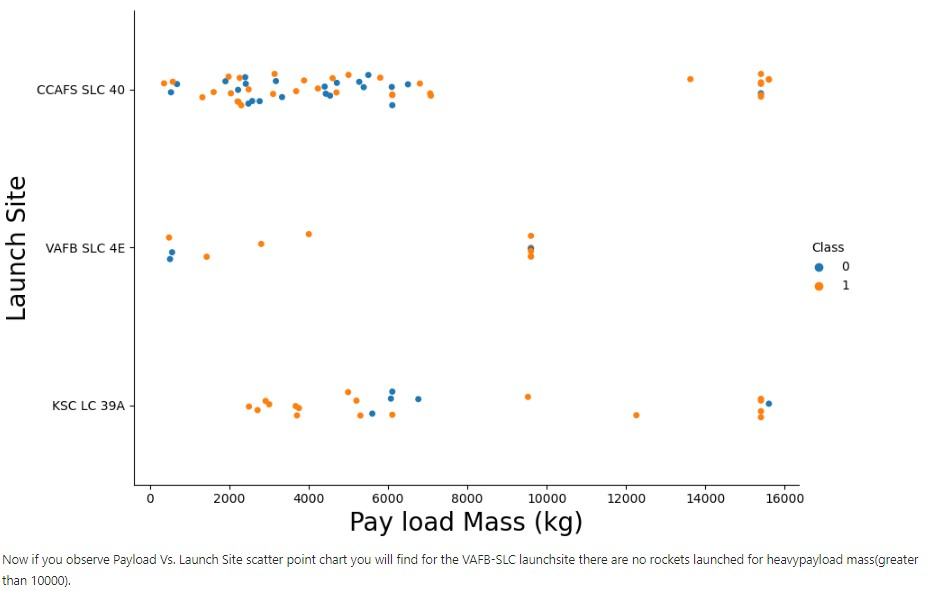 CCAFS SLC 40
VAFB SLC 4E
KSC LC 39A
Launch Site
0 2000 4000 6000 8000 10000 12000 14000 16000
Pay load Mass (kg)
Class
0
1
Now if you observe Payload Vs. Launch Site scatter point chart you will find for the VAFB-SLC launchsite there are no rockets launched for heavypayload mass(greater
than 10000).